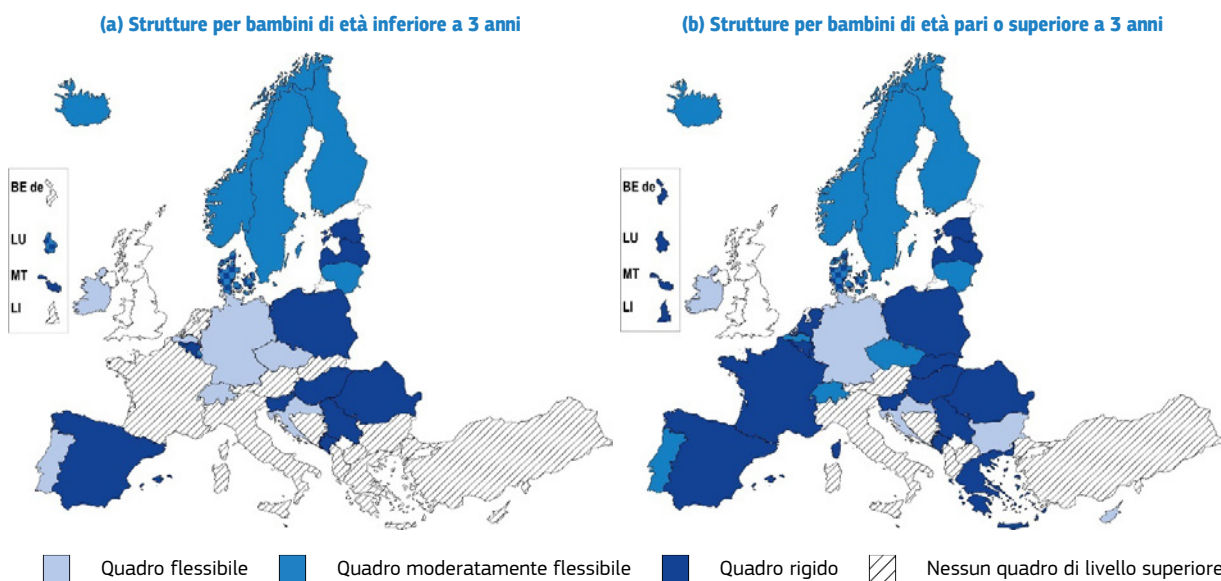 (a) Strutture per bambini di età inferiore a 3 anni
(b) Strutture per bambini di età pari o superiore a 3 anni
BE de
LU
MT
LI
BE de
LU
MT
LI
Quadro flessibile
Quadro moderatamente flessibile
Quadro rigido
Nessun quadro di livello superiore